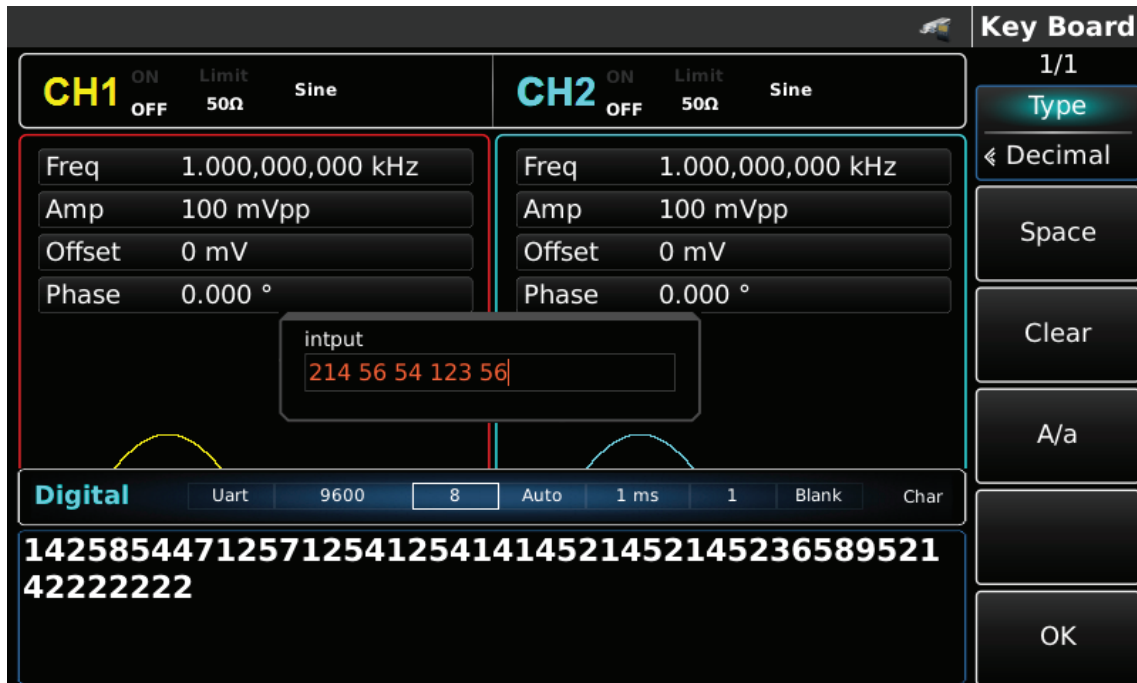 Key Board
1/1
CH1 ON OFF Limit 50Ω Sine
CH2 ON OFF Limit 50Ω Sine
Type
« Decimal
Freq 1.000,000,000 kHz
Amp 100 mVpp
Offset 0 mV
Phase 0.000 °
Freq 1.000,000,000 kHz
Amp 100 mVpp
Offset 0 mV
Phase 0.000 °
Space
Clear
A/a
OK
intput
214 56 54 123 56
Digital Uart 9600 8 Auto 1 ms 1 Blank Char
14258544712571254125414145214521452365895​21
42222222